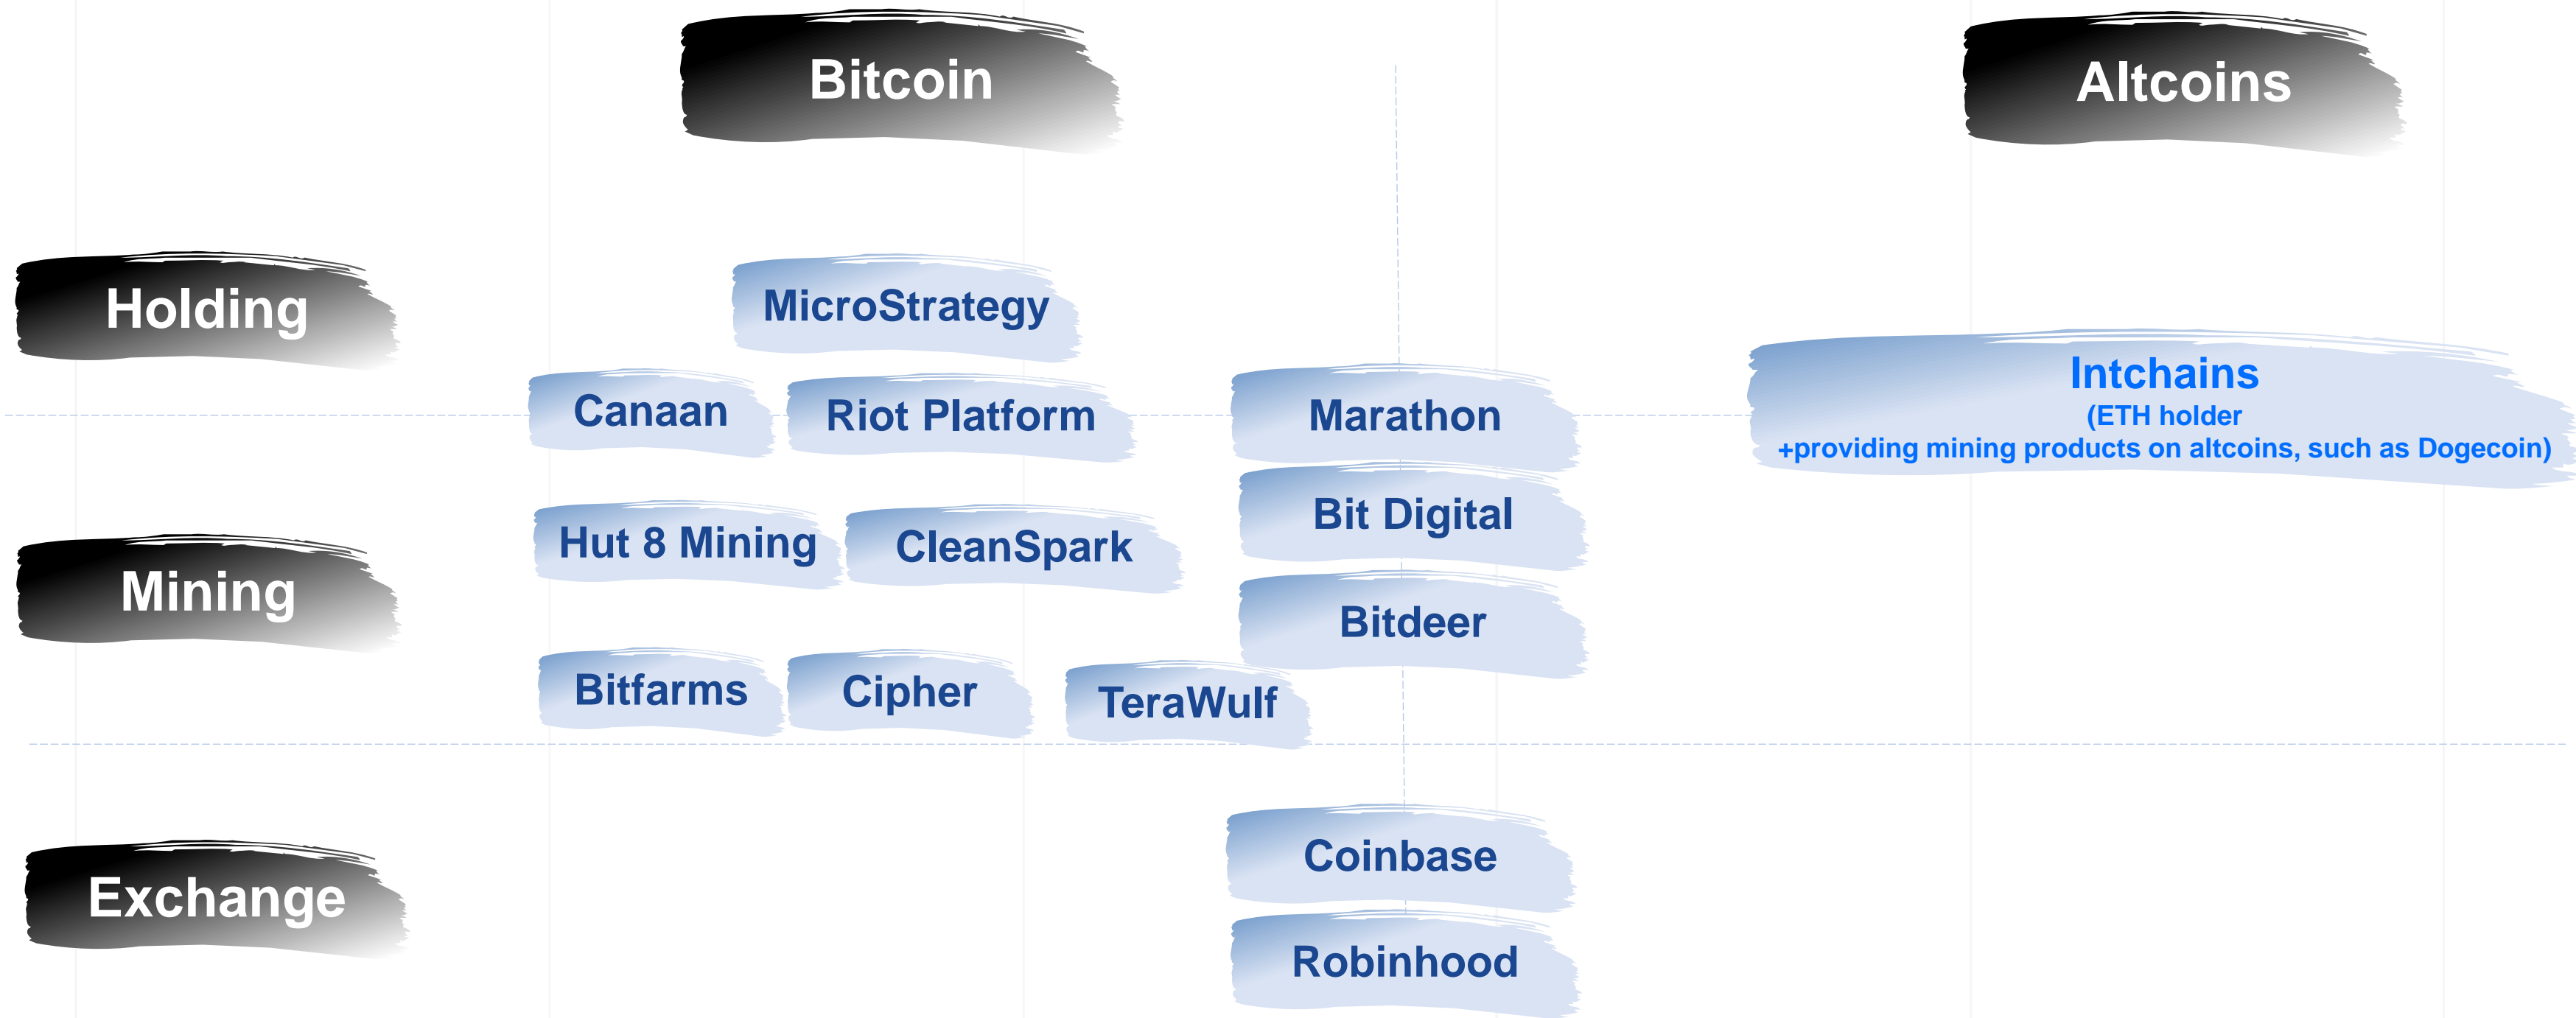 Bitcoin
Altcoins
Holding
MicroStrategy
Canaan
Riot Platform
Marathon
Intchains
(ETH holder
+providing mining products on altcoins, such as Dogecoin)
Mining
Hut 8 Mining
CleanSpark
Bit Digital
Bitdeer
Bitfarms
Cipher
TeraWulf
Exchange
Coinbase
Robinhood